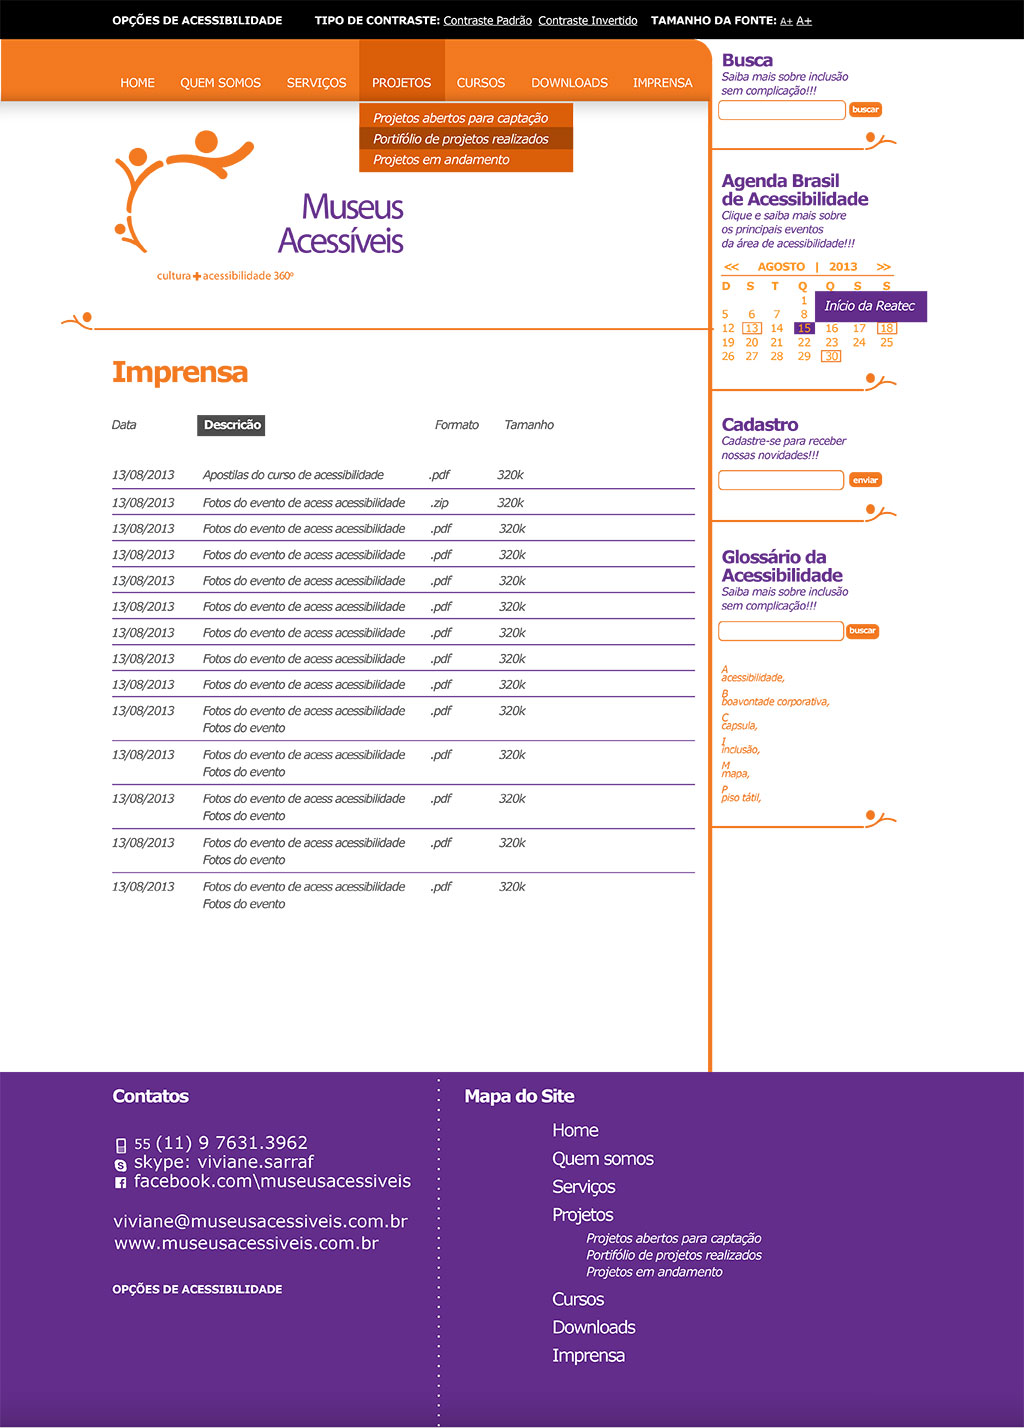 OPÇÕES DE ACESSIBILIDADE TIPO DE CONTRASTE: Contraste Padrão Contraste Invertido TAMANHO DA FONTE: A+ A+
HOME QUEM SOMOS SERVIÇOS PROJETOS CURSOS DOWNLOADS IMPRENSA
Projetos abertos para captação
Portifólio de projetos realizados
Projetos em andamento
Museus
Acessíveis
cultura+acessibilidade 360º
Imprensa
Data Descricão Formato Tamanho
13/08/2013 Apostilas do curso de acessibilidade .pdf 320k
13/08/2013 Fotos do evento de acess acessibilidade .zip 320k
13/08/2013 Fotos do evento de acess acessibilidade .pdf 320k
13/08/2013 Fotos do evento de acess acessibilidade .pdf 320k
13/08/2013 Fotos do evento de acess acessibilidade .pdf 320k
13/08/2013 Fotos do evento de acess acessibilidade .pdf 320k
13/08/2013 Fotos do evento de acess acessibilidade .pdf 320k
13/08/2013 Fotos do evento de acess acessibilidade .pdf 320k
13/08/2013 Fotos do evento de acess acessibilidade .pdf 320k
13/08/2013 Fotos do evento de acess acessibilidade .pdf 320k
Fotos do evento
13/08/2013 Fotos do evento de acess acessibilidade .pdf 320k
Fotos do evento
13/08/2013 Fotos do evento de acess acessibilidade .pdf 320k
Fotos do evento
13/08/2013 Fotos do evento de acess acessibilidade .pdf 320k
Fotos do evento
13/08/2013 Fotos do evento de acess acessibilidade .pdf 320k
Fotos do evento
Busca
Saiba mais sobre inclusão
sem complicação!!!
buscar
Agenda Brasil
de Acessibilidade
Clique e saiba mais sobre
os principais eventos
da área de acessibilidade!!!
<< AGOSTO | 2013 >>
D S T Q Q S S
1
Início da Reatec
5 6 7 8
12 13 14 15 16 17 18
19 20 21 22 23 24 25
26 27 28 29 30
Cadastro
Cadastre-se para receber
nossas novidades!!!
enviar
Glossário da
Acessibilidade
Saiba mais sobre inclusão
sem complicação!!!
buscar
A
acessibilidade,
B
boavontade corporativa,
C
capsula,
I
inclusão,
M
mapa,
P
piso tátil,
Contatos
55 (11) 9 7631.3962
skype: viviane.sarraf
facebook.com\museusacessiveis
viviane@museusacessiveis.com.br
www.museusacessiveis.com.br
OPÇÕES DE ACESSIBILIDADE
Mapa do Site
Home
Quem somos
Serviços
Projetos
Projetos abertos para captação
Portifólio de projetos realizados
Projetos em andamento
Cursos
Downloads
Imprensa